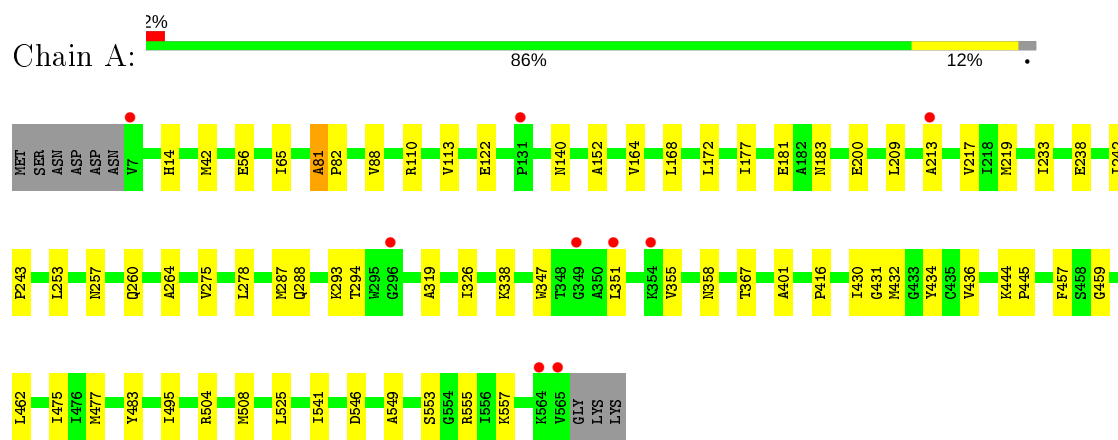 2%
Chain A:
86% 12% •
MET SER ASN ASP ASP ASN V7 H14 M42 E56 I65 A81 P82 V88 R110 V113 E122 P131 N140 A152 V164 L168 L172 I177 E181 A182 N183 E200 L209 A213 V217 I218 M219 I233 E238
P243 L253 N257 Q260 A264 V275 L278 M287 Q288 K293 T294 W295 G296 A319 I326 K338 W347 T348 G349 A350 L351 K354 V355 N358 T367 A401 P416 I430 G431 M432 G433 Y434 C435 V436 K444 P445 F457 S458 G459
L462 I475 I476 M477 Y483 I495 R504 M508 L525 I541 D546 A549 S553 G554 R555 I556 K557 K564 V565 GLY LYS LYS